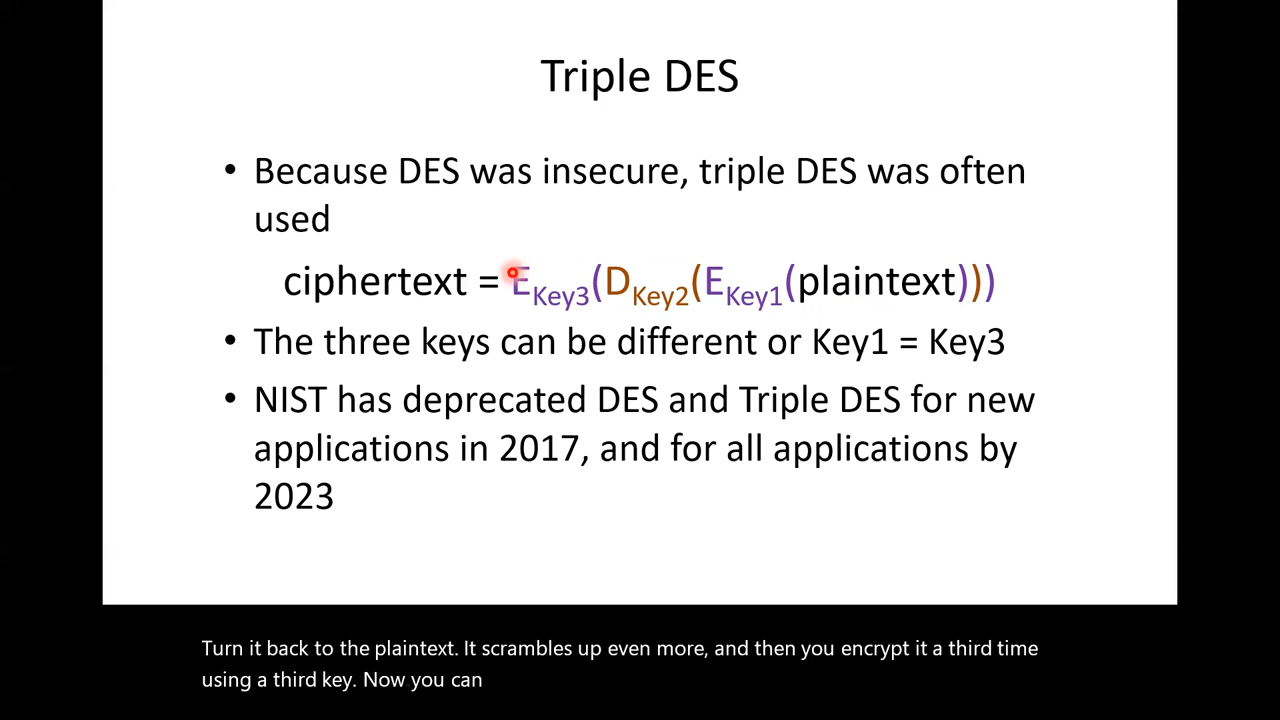 Triple DES
• Because DES was insecure, triple DES was often
used
ciphertext = E_Key3(D_Key2(E_Key1(plaintext)))
• The three keys can be different or Key1 = Key3
• NIST has deprecated DES and Triple DES for new
applications in 2017, and for all applications by
2023
Turn it back to the plaintext. It scrambles up even more, and then you encrypt it a third time
using a third key. Now you can